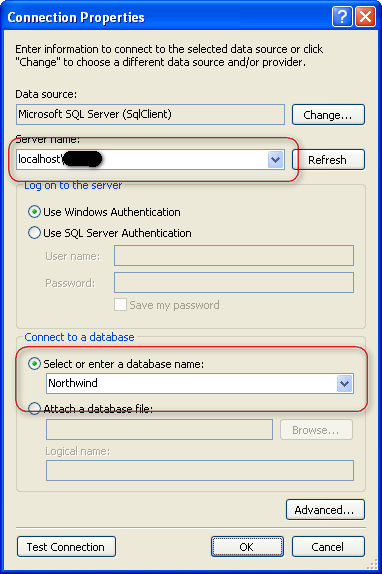 Connection Properties
Enter information to connect to the selected data source or click
"Change" to choose a different data source and/or provider.
Data source:
Microsoft SQL Server (SqlClient)
Change...
Server name:
localhost\
Refresh
Log on to the server
Use Windows Authentication
Use SQL Server Authentication
User name:
Password:
Save my password
Connect to a database
Select or enter a database name:
Northwind
Attach a database file:
Browse...
Logical name:
Advanced...
Test Connection
OK
Cancel